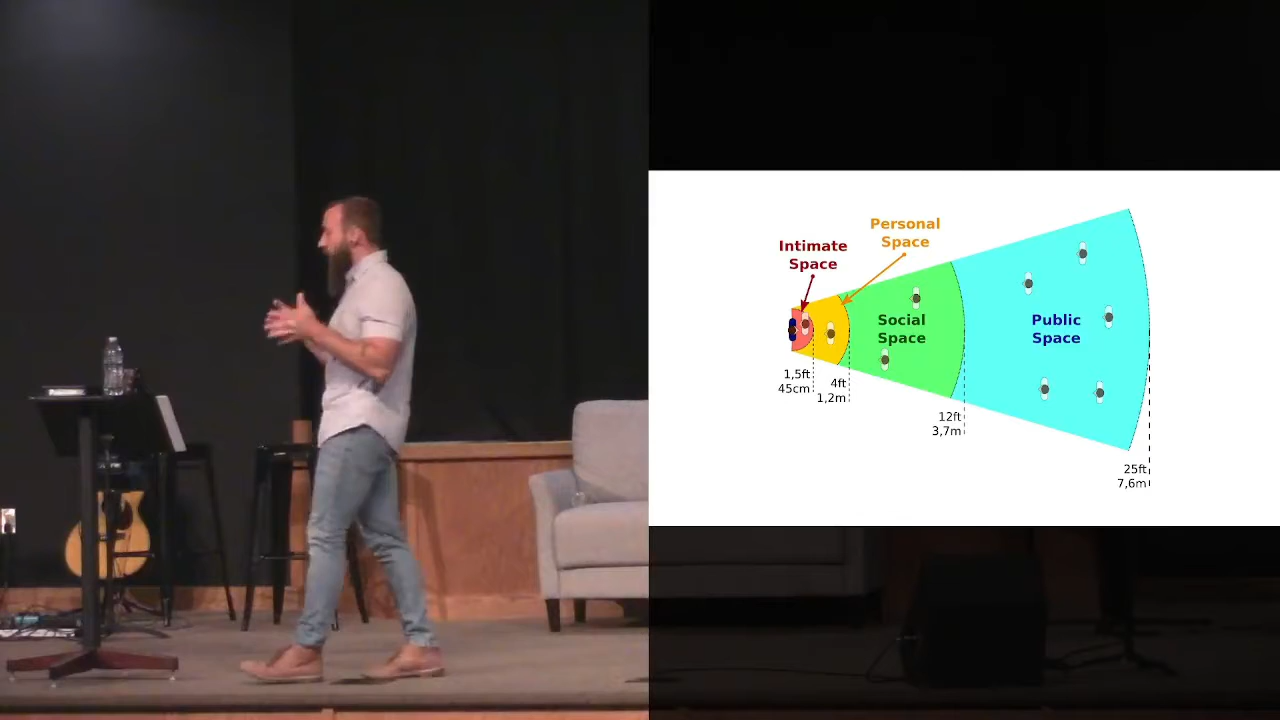 Personal
Space
Intimate
Space
Social
Space
Public
Space
1,5ft
45cm
4ft
1,2m
12ft
3,7m
25ft
7,6m